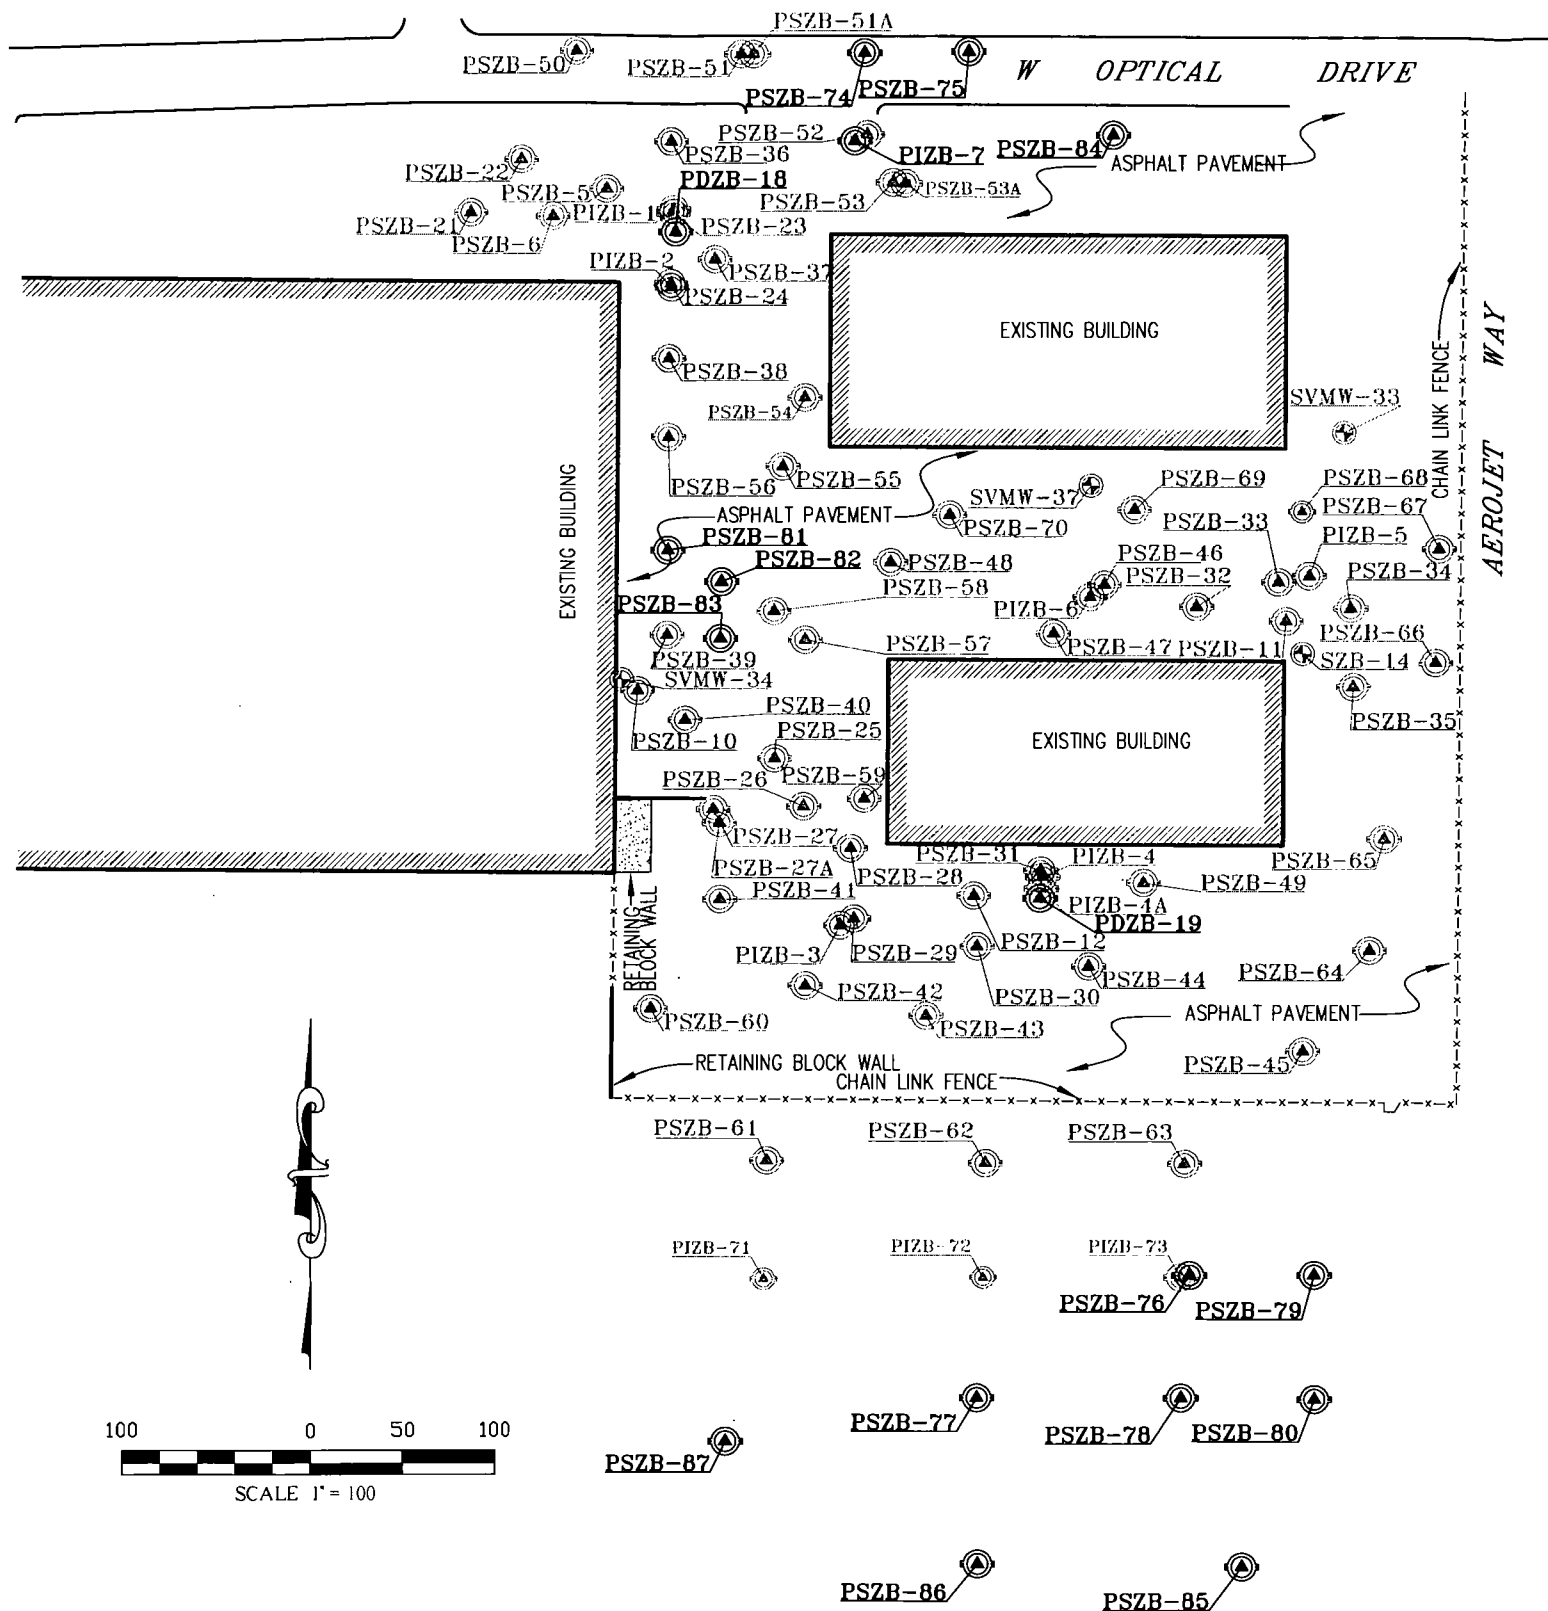 PSZB-51A
PSZB-50
PSZB-51
PSZB-74
PSZB-75
W OPTICAL DRIVE
PSZB-52
PSZB-36
PIZB-7
PSZB-84
ASPHALT PAVEMENT
PSZB-22
PSZB-5
PDZB-18
PSZB-53
PSZB-53A
PSZB-21
PSZB-6
PIZB-1
PSZB-23
PIZB-2
PSZB-37
PSZB-24
EXISTING BUILDING
PSZB-38
PSZB-54
SVMW-33
CHAIN LINK FENCE
AEROJET WAY
PSZB-56
PSZB-55
SVMW-37
PSZB-69
PSZB-68
PSZB-67
ASPHALT PAVEMENT
PSZB-70
PSZB-33
EXISTING BUILDING
PSZB-81
PIZB-5
PSZB-82
PSZB-48
PSZB-46
PSZB-58
PSZB-32
PSZB-34
PSZB-83
PIZB-6
PSZB-39
PSZB-57
PSZB-47
PSZB-11
PSZB-66
SZB-14
SVMW-34
PSZB-40
PSZB-35
PSZB-10
PSZB-25
EXISTING BUILDING
PSZB-26
PSZB-59
PSZB-27
PSZB-31
PIZB-4
PSZB-65
PSZB-27A
PSZB-28
PSZB-49
PSZB-41
PIZB-4A
PDZB-19
RETAINING
BLOCK WALL
PIZB-3
PSZB-29
PSZB-12
PSZB-64
PSZB-44
PSZB-42
PSZB-30
PSZB-60
PSZB-43
ASPHALT PAVEMENT
RETAINING BLOCK WALL
PSZB-45
CHAIN LINK FENCE
PSZB-61
PSZB-62
PSZB-63
PIZB-71
PIZB-72
PIZB-73
PSZB-76
PSZB-79
PSZB-77
PSZB-78
PSZB-80
100 0 50 100
PSZB-87
SCALE 1" = 100
PSZB-86
PSZB-85